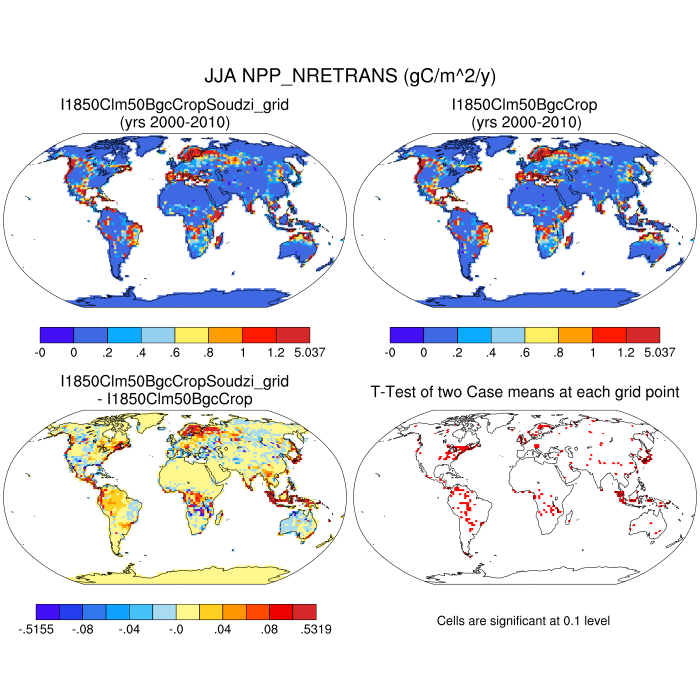 JJA NPP_NRETRANS (gC/m^2/y)
I1850Clm50BgcCropSoudzi_grid
(yrs 2000-2010)
I1850Clm50BgcCrop
(yrs 2000-2010)
-0 0 .2 .4 .6 .8 1 1.2 5.037
-0 0 .2 .4 .6 .8 1 1.2 5.037
I1850Clm50BgcCropSoudzi_grid
- I1850Clm50BgcCrop
T-Test of two Case means at each grid point
-.5155 -.08 -.04 -.0 .04 .08 .5319
Cells are significant at 0.1 level